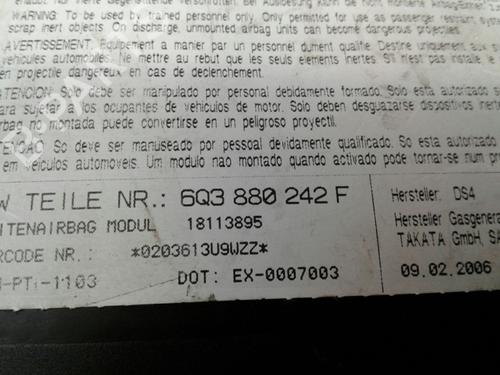 WARNING: To be used by trained personnel only. Only permitted for use as passenger restraint,
scrap inert objects. On discharge, unmounted airbag units can become dangerous projections.
AVERTISSEMENT. Equipement a manier par un personnel dument qualifie. Destine uniquement, aux
vehicules automobiles. Ne mettre au rebut que les seuls elements inertes S'il n'est pas installe, le
en projectile dangereux en cas de declenchement.
ATENCION: Solo debe ser manipulado por personal debidamente formado. Solo esta autorizado s
para sujetar los ocupantes de vehiculos de motor. Solo deben desguazarse dispositivos inerte
airbag no montada puede convertirse en un peligroso proyectil.
So deve ser manuseado por pessoal devidamente qualificado. So esta autorizado
em veiculos automoveis. Um modulo nao montado quando activado pode tornar-se num pr
W TEILE NR.: 6Q3 880 242 F
ITENAIRBAG MODUL 18113895
RCODE NR.: *0203613U9WZZ*
-PTi-1103 DOT: EX-0007003
Hersteller: DS4
Hersteller Gasgenera
TAKATA GmbH, SA
09.02.2006